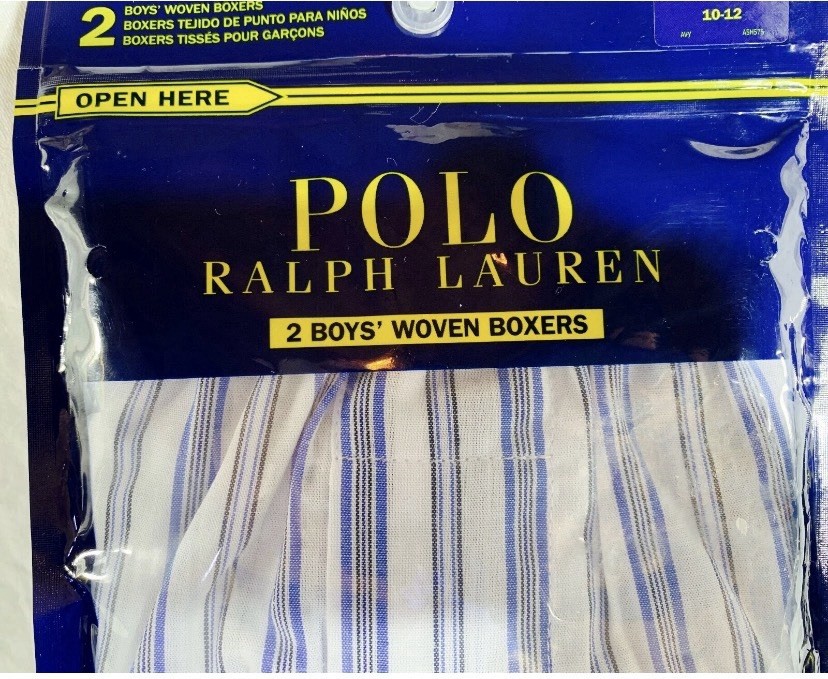 2
BOYS' WOVEN BOXERS
BOXERS TEJIDO DE PUNTO PARA NIÑOS
BOXERS TISSÉS POUR GARÇONS
10-12
OPEN HERE
POLO
RALPH LAUREN
2 BOYS' WOVEN BOXERS